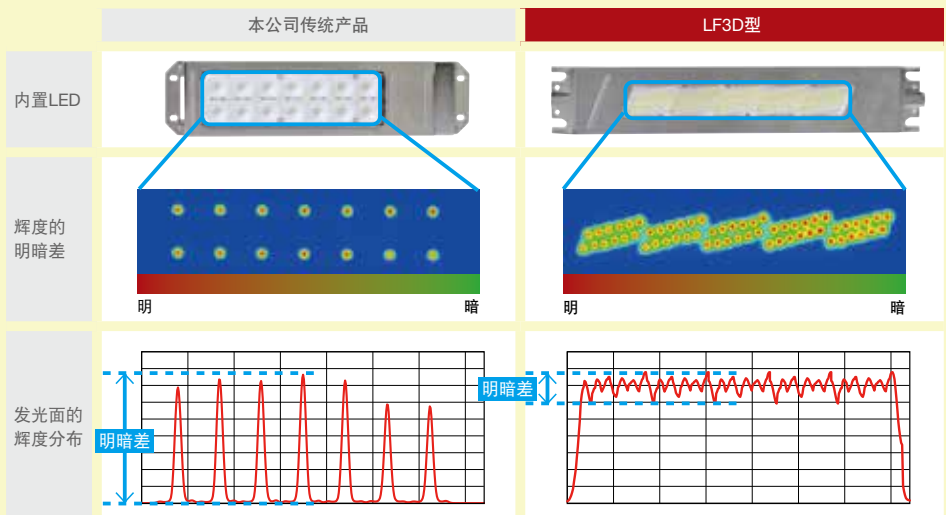 本公司传统产品
LF3D型
内置LED
辉度的
明暗差
明
暗
明
暗
发光面的
辉度分布
明暗差
明暗差